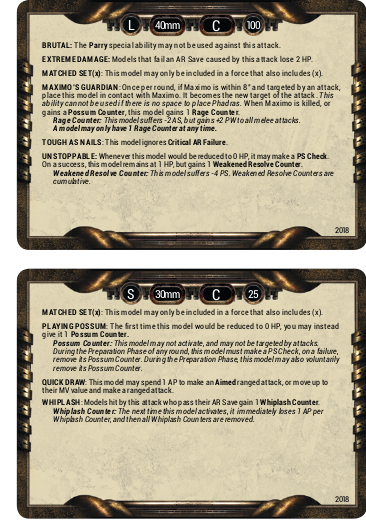 L 40mm C 100
BRUTAL: The Parry special ability may not be used against this attack.
EXTREME DAMAGE: Models that fail an AR Save caused by this attack lose 2 HP.
MATCHED SET(x): This model may only be included in a force that also includes (x).
MAXIMO'S GUARDIAN: Once per round, if Maximo is within 8" and targeted by an attack,
place this model in contact with Maximo. It becomes the new target of the attack. This
ability cannot be used if there is no space to place Phadras. When Maximo is killed, or
gains a Possum Counter, this model gains 1 Rage Counter.
Rage Counter: This model suffers -2 AS, but gains +2 PW to all melee attacks.
A model may only have 1 Rage Counter at any time.
TOUGH AS NAILS: This model ignores Critical AR Failure.
UNSTOPPABLE: Whenever this model would be reduced to 0 HP, it may make a PS Check.
On a success, this model remains at 1 HP, but gains 1 Weakened Resolve Counter.
Weakened Resolve Counter: This model suffers -4 PS. Weakened Resolve Counters are
cumulative.
2018
S 30mm C 25
MATCHED SET(x): This model may only be included in a force that also includes (x).
PLAYING POSSUM: The first time this model would be reduced to 0 HP, you may instead
give it 1 Possum Counter.
Possum Counter: This model may not activate, and may not be targeted by attacks.
During the Preparation Phase of any round, this model must make a PS Check, on a failure,
remove its Possum Counter. During the Preparation Phase, this model may also voluntarily
remove its Possum Counter.
QUICK DRAW: This model may spend 1 AP to make an Aimed ranged attack, or move up to
their MV value and make a ranged attack.
WHIPLASH: Models hit by this attack who pass their AR Save gain 1 Whiplash Counter.
Whiplash Counter: The next time this model activates, it immediately loses 1 AP per
Whiplash Counter, and then all Whiplash Counters are removed.
2018